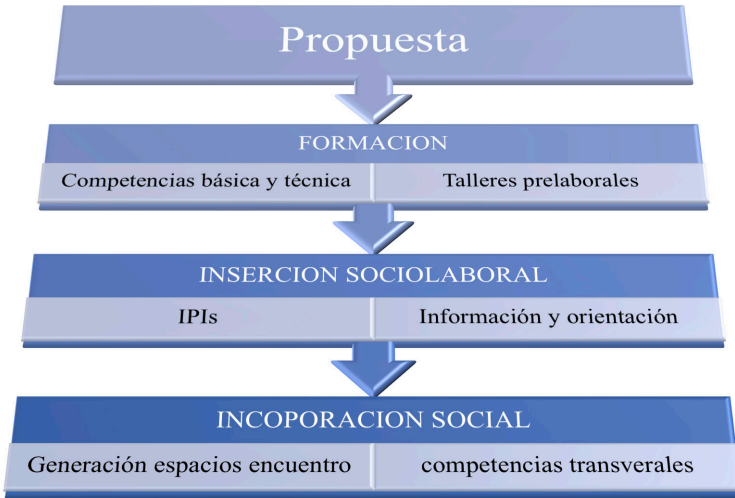 Propuesta
FORMACION
Competencias básica y técnica
Talleres prelaborales
INSERCION SOCIOLABORAL
IPIs
Información y orientación
INCOPORACION SOCIAL
Generación espacios encuentro
competencias transverales